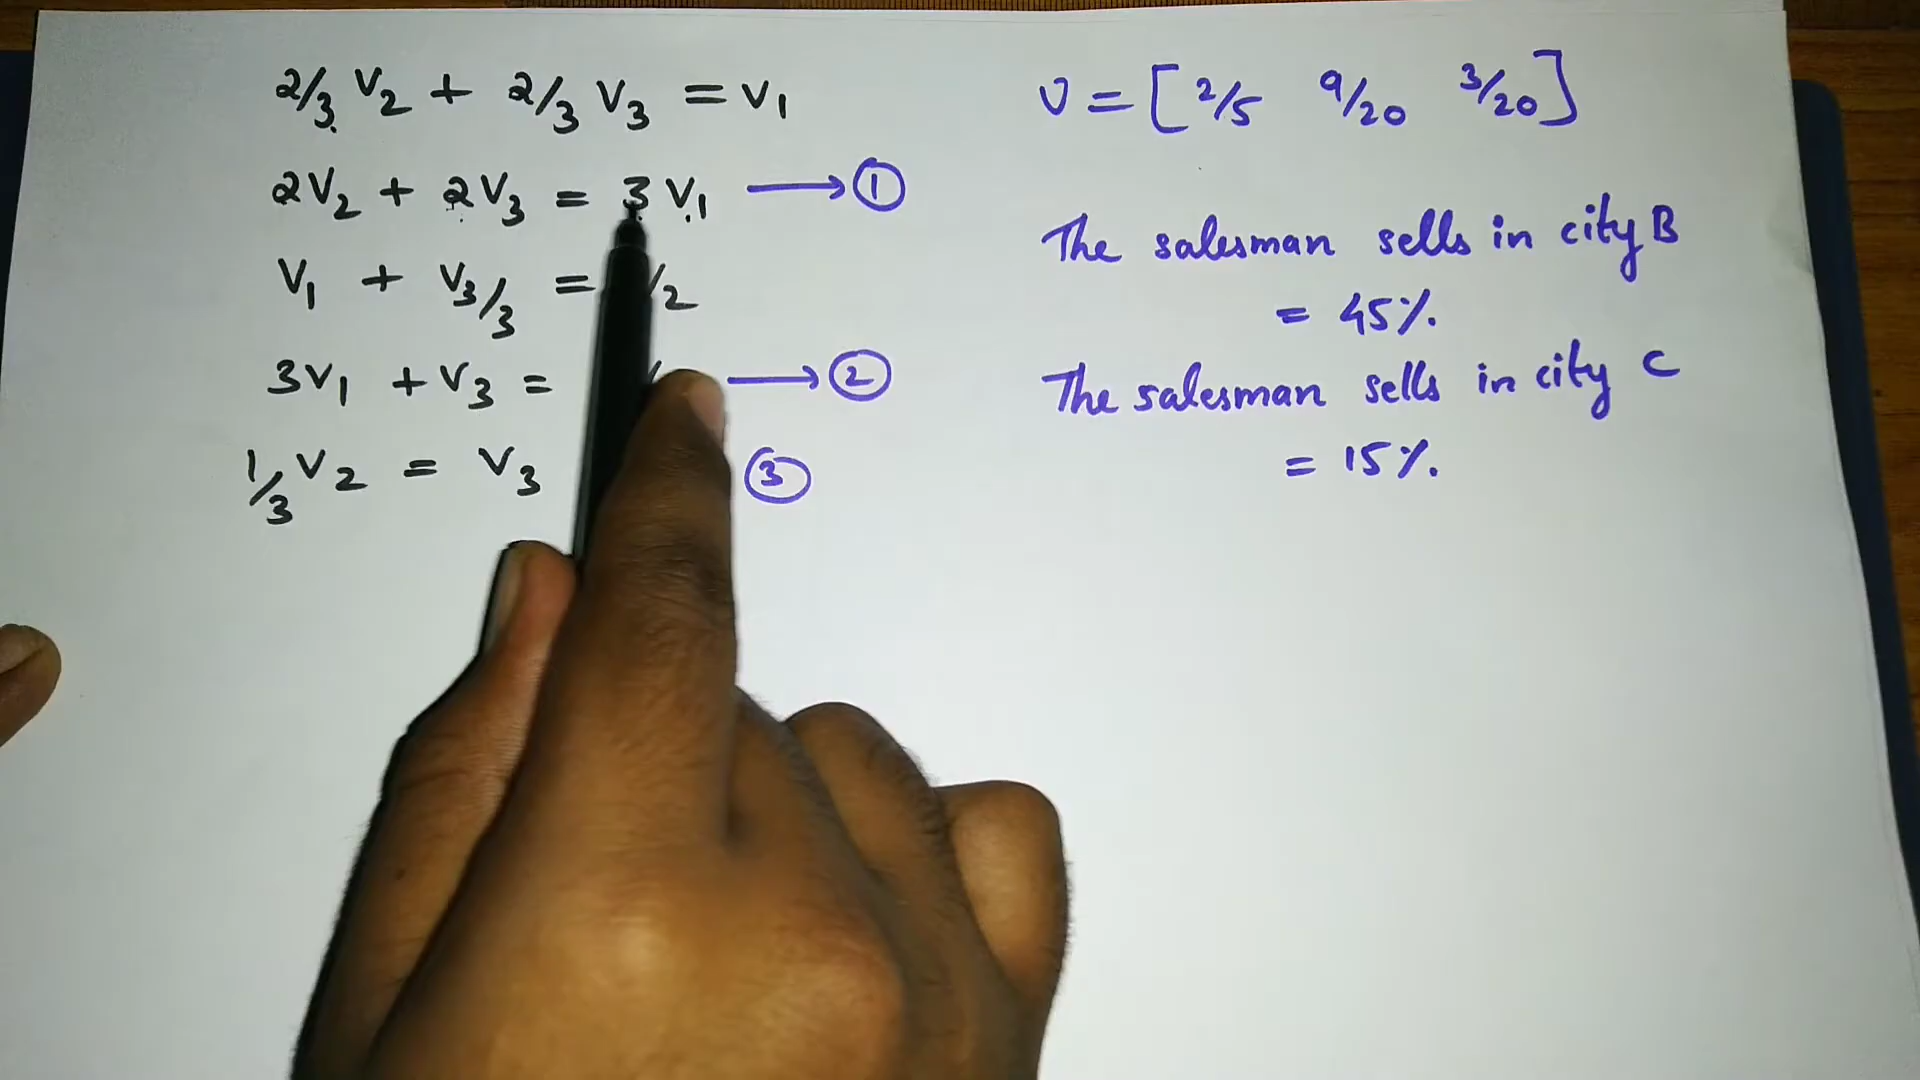 2/3 V2 + 2/3 V3 = V1
2V2 + 2V3 = 3V1 → 1
V1 + V3/3 = /2
3V1 + V3 = → 2
1/3 V2 = V3 3
V = [2/5 9/20 3/20]
The salesman sells in city B
= 45%.
The salesman sells in city C
= 15%.